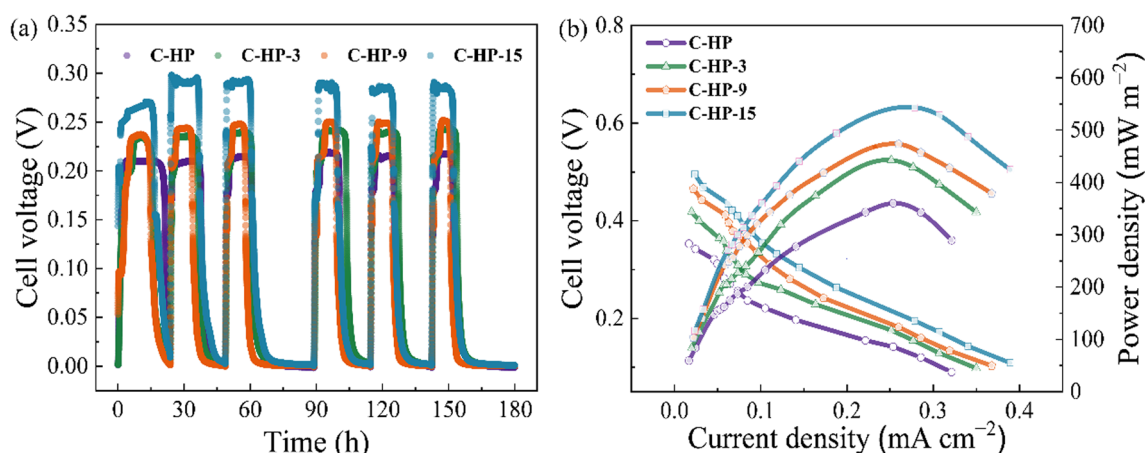 (a)
C-HP C-HP-3 C-HP-9 C-HP-15
Cell voltage (V)
0.35
0.30
0.25
0.20
0.15
0.10
0.05
0.00
0 30 60 90 120 150 180
Time (h)
(b)
C-HP
C-HP-3
C-HP-9
C-HP-15
Cell voltage (V)
0.8
0.6
0.4
0.2
0.0 0.1 0.2 0.3 0.4
Current density (mA cm⁻²)
700
600
500
400
300
200
100
0
Power density (mW m⁻²)